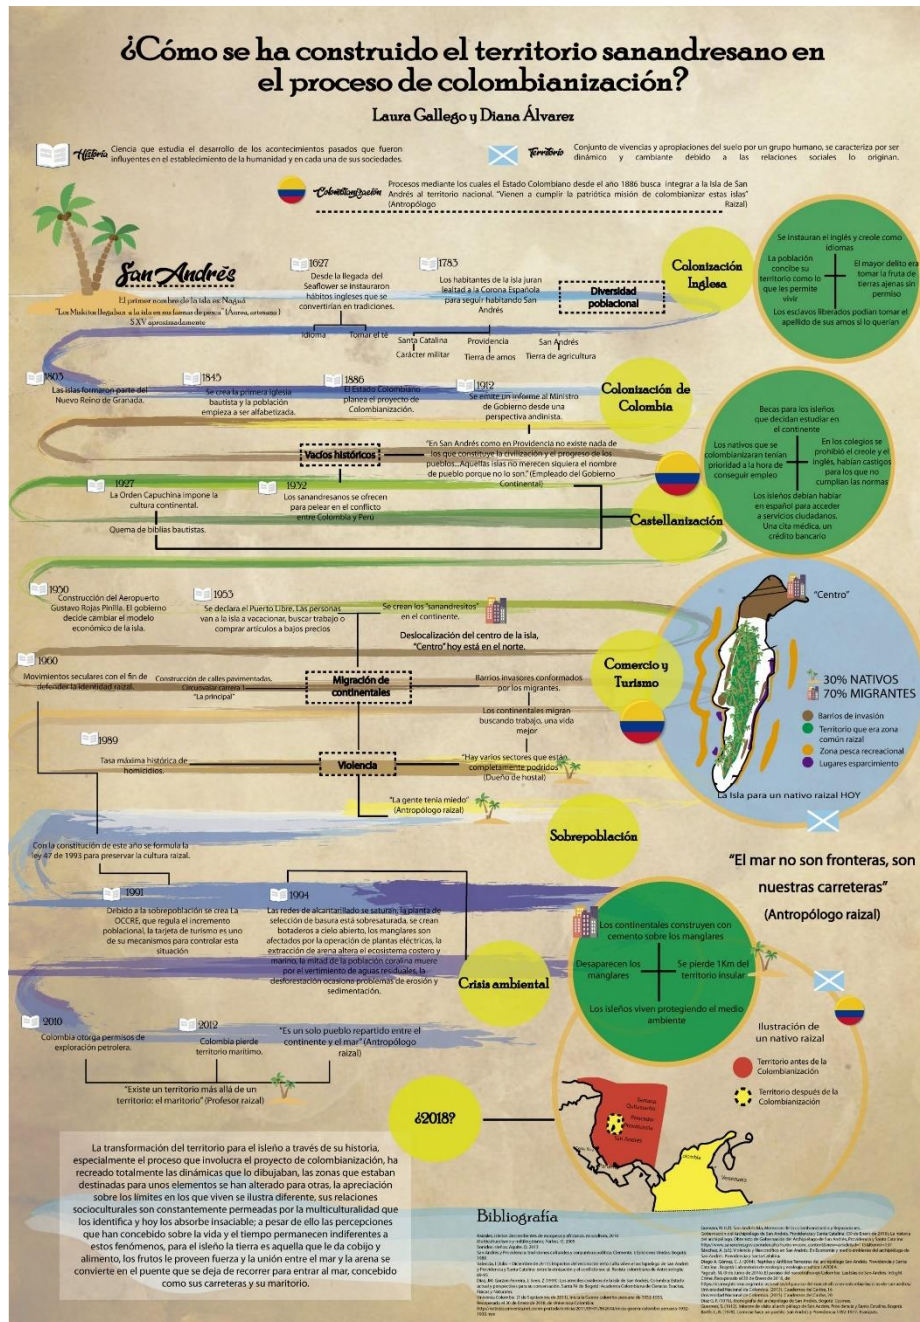 ¿Cómo se ha construido el territorio sanandresano en
el proceso de colombianización?
Laura Gallego y Diana Álvarez
Historia
Ciencia que estudia el desarrollo de los acontecimientos pasados que fueron
influyentes en el establecimiento de la humanidad y en cada una de sus sociedades.
Territorio
Conjunto de vivencias y apropiaciones del suelo por un grupo humano, se caracteriza por ser
dinámico y cambiante debido a las relaciones sociales lo originan.
Colombianización
Procesos mediante los cuales el Estado Colombiano desde el año 1886 busca integrar a la Isla de San
Andrés al territorio nacional. "Vienen a cumplir la patriótica misión de colombianizar estas islas"
(Antropólogo Raizal)
San Andrés
El primer nombre de la isla es: Nagua
"Los Miskitos llegaban a la isla en sus faenas de pesca"
S.XV aproximadamente
1627
Desde la llegada del
Seaflower se instauraron
hábitos ingleses que se
convertirían en tradiciones.
Idioma
Tomar el té
1783
Los habitantes de la isla juran
lealtad a la Corona Española
para seguir habitando San
Andrés
Santa Catalina
Carácter militar
Providencia
Tierra de amos
San Andrés
Tierra de agricultura
Diversidad
poblacional
Colonización
Inglesa
Se instauran el inglés y creole como
idiomas
La población
concibe su
territorio como lo
que les permite
vivir
El mayor delito era
tomar la fruta de
tierras ajenas sin
permiso
Los esclavos liberados podían tomar el
apellido de sus amos si lo querían
1803
Las islas formaron parte del
Nuevo Reino de Granada.
1845
Se crea la primera iglesia
bautista y la población
empieza a ser alfabetizada.
1886
El Estado Colombiano
planea el proyecto de
Colombianización.
1912
Se emite un informe al Ministro
de Gobierno desde una
perspectiva andinista.
Colonización de
Colombia
Vacíos históricos
"En San Andrés como en Providencia no existe nada de
los que constituye la civilización y el progreso de los
pueblos...Aquellas islas no merecen siquiera el nombre
de pueblo porque no lo son." (Empleado del Gobierno
Continental)
Becas para los isleños
que decidan estudiar en
el continente
Los nativos que se
colombianizaran tenían
prioridad a la hora de
conseguir empleo
En los colegios se
prohibió el creole y el
inglés, habían castigos
para los que no
cumplían las normas
Los isleños debían hablar
en español para acceder
a servicios ciudadanos.
Una cita médica, un
crédito bancario
1927
La Orden Capuchina impone la
cultura continental.
Quema de biblias bautistas.
1932
Los sanandresanos se ofrecen
para pelear en el conflicto
entre Colombia y Perú
Castellanización
1950
Construcción del Aeropuerto
Gustavo Rojas Pinilla. El gobierno
decide cambiar el modelo
económico de la isla.
1953
Se declara el Puerto Libre. Las personas
van a la isla a vacacionar, buscar trabajo o
comprar artículos a bajos precios
Se crean los "sanandresitos"
en el continente.
Deslocalización del centro de la isla,
"Centro" hoy está en el norte.
1960
Movimientos seculares con el fin de
defender la identidad raizal.
Construcción de calles pavimentadas.
Circunvalar carrera 1
"La principal"
Migración de
continentales
Barrios invasores conformados
por los migrantes.
Los continentales migran
buscando trabajo, una vida
mejor
Comercio y
Turismo
"Centro"
30% NATIVOS
70% MIGRANTES
Barrios de invasión
Territorio que era zona
común raizal
Zona pesca recreacional
Lugares esparcimiento
La Isla para un nativo raizal HOY
1989
Tasa máxima histórica de
homicidios.
Violencia
"Hay varios sectores que están
completamente podridos
(Dueño de hostal)
"La gente tenía miedo"
(Antropólogo raizal)
Sobrepoblación
Con la constitución de este año se formula la
ley 47 de 1993 para preservar la cultura raizal.
"El mar no son fronteras, son
nuestras carreteras"
(Antropólogo raizal)
1991
Debido a la sobrepoblación se crea La
OCCRE, que regula el incremento
poblacional, la tarjeta de turismo es uno
de su mecanismos para controlar esta
situación
1994
Las redes de alcantarillado se saturan, la planta de
selección de basura está sobresaturada, se crean
botaderos a cielo abierto, los manglares son
afectados por la operación de plantas eléctricas, la
extracción de arena altera el ecosistema costero y
marino, la mitad de la población coralina muere
por el vertimiento de aguas residuales, la
desforestación ocasiona problemas de erosión y
sedimentación.
Crisis ambiental
Los continentales construyen con
cemento sobre los manglares
Desaparecen los
manglares
Se pierde 1Km del
territorio insular
Los isleños viven protegiendo el medio
ambiente
2010
Colombia otorga permisos de
exploración petrolera.
2012
Colombia pierde
territorio marítimo.
"Es un solo pueblo repartido entre el
continente y el mar" (Antropólogo
raizal)
"Existe un territorio más allá de un
territorio: el maritorio" (Profesor raizal)
Ilustración de
un nativo raizal
Territorio antes de la
Colombianización
Territorio después de la
Colombianización
¿2018?
Providencia
San Andrés
Colombia
Venezuela
La transformación del territorio para el isleño a través de su historia,
especialmente el proceso que involucra el proyecto de colombianización, ha
recreado totalmente las dinámicas que lo dibujaban, las zonas que estaban
destinadas para unos elementos se han alterado para otras, la apreciación
sobre los límites en los que viven se ilustra diferente, sus relaciones
socioculturales son constantemente permeadas por la multiculturalidad que
los identifica y hoy los absorbe insaciable; a pesar de ello las percepciones
que han concebido sobre la vida y el tiempo permanecen indiferentes a
estos fenómenos, para el isleño la tierra es aquella que le da cobijo y
alimento, los frutos le proveen fuerza y la unión entre el mar y la arena se
convierte en el puente que se deja de recorrer para entrar al mar, concebido
como sus carreteras y su maritorio.
Bibliografía